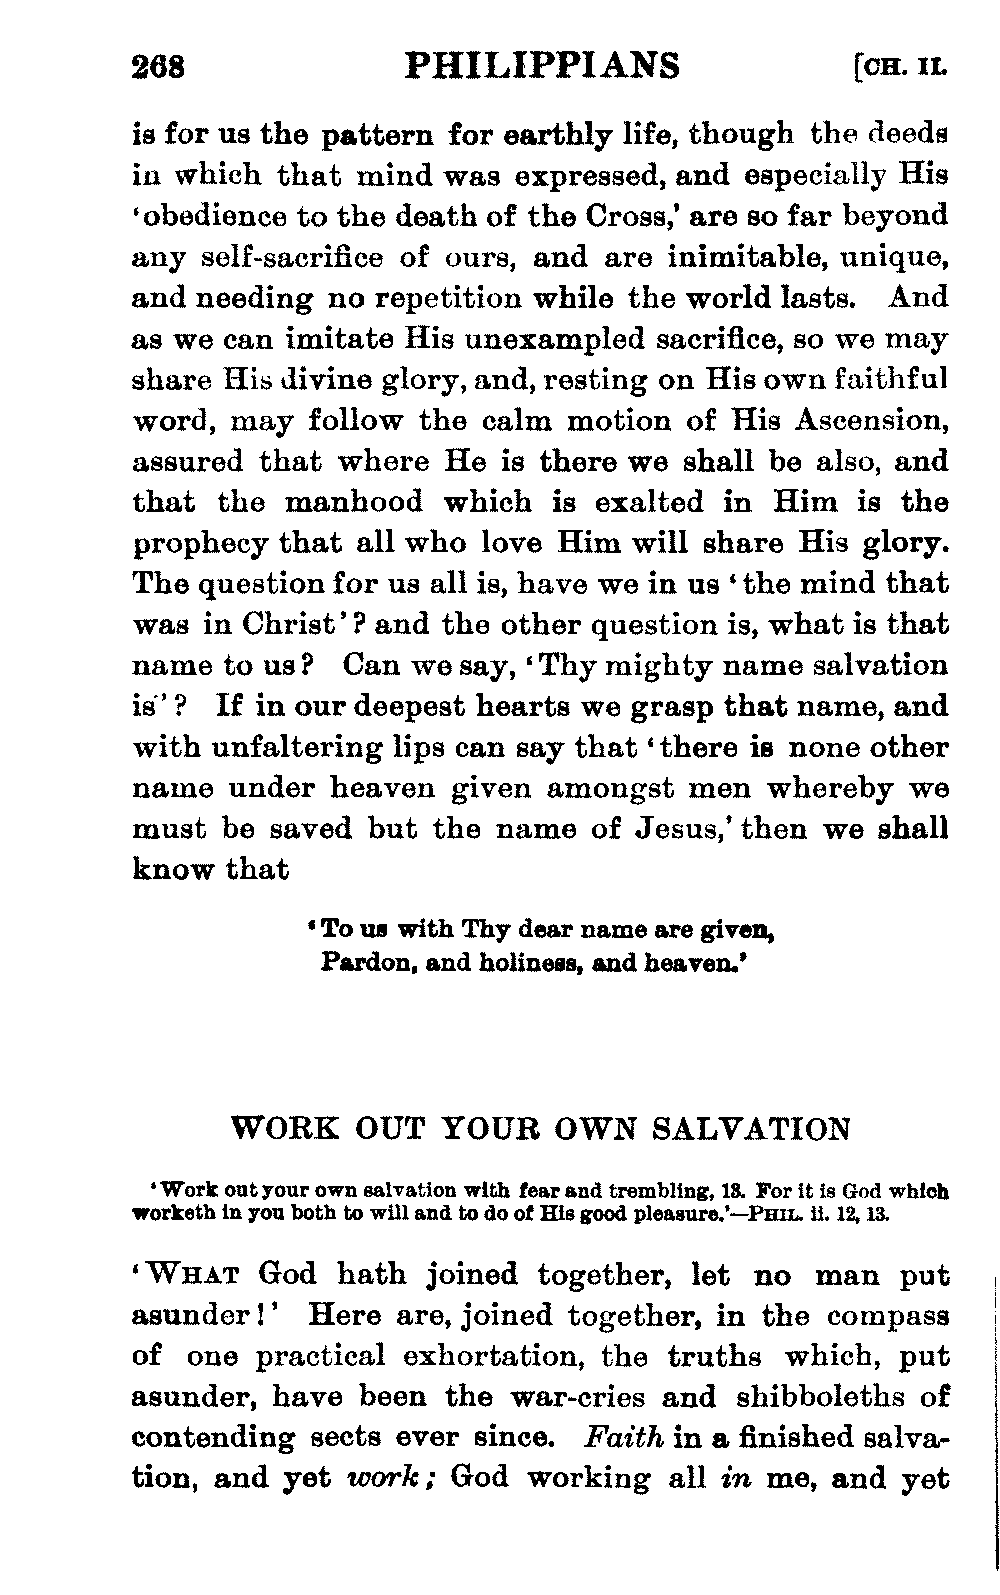 268 PHILIPPIANS [CH. II.
is for us the pattern for earthly life, though the deeds
in which that mind was expressed, and especially His
‘obedience to the death of the Cross,’ are so far beyond
any self-sacrifice of ours, and are inimitable, unique,
and needing no repetition while the world lasts. And
as we can imitate His unexampled sacrifice, so we may
share His divine glory, and, resting on His own faithful
word, may follow the calm motion of His Ascension,
assured that where He is there we shall be also, and
that the manhood which is exalted in Him is the
prophecy that all who love Him will share His glory.
The question for us all is, have we in us ‘the mind that
was in Christ’? and the other question is, what is that
name to us? Can we say, ‘Thy mighty name salvation
is’? If in our deepest hearts we grasp that name, and
with unfaltering lips can say that ‘there is none other
name under heaven given amongst men whereby we
must be saved but the name of Jesus,’ then we shall
know that
‘To us with Thy dear name are given,
Pardon, and holiness, and heaven.’
WORK OUT YOUR OWN SALVATION
‘Work out your own salvation with fear and trembling, 13. For it is God which
worketh in you both to will and to do of His good pleasure.’—PHIL. ii. 12, 13.
‘WHAT God hath joined together, let no man put
asunder!’ Here are, joined together, in the compass
of one practical exhortation, the truths which, put
asunder, have been the war-cries and shibboleths of
contending sects ever since. Faith in a finished salva-
tion, and yet work; God working all in me, and yet